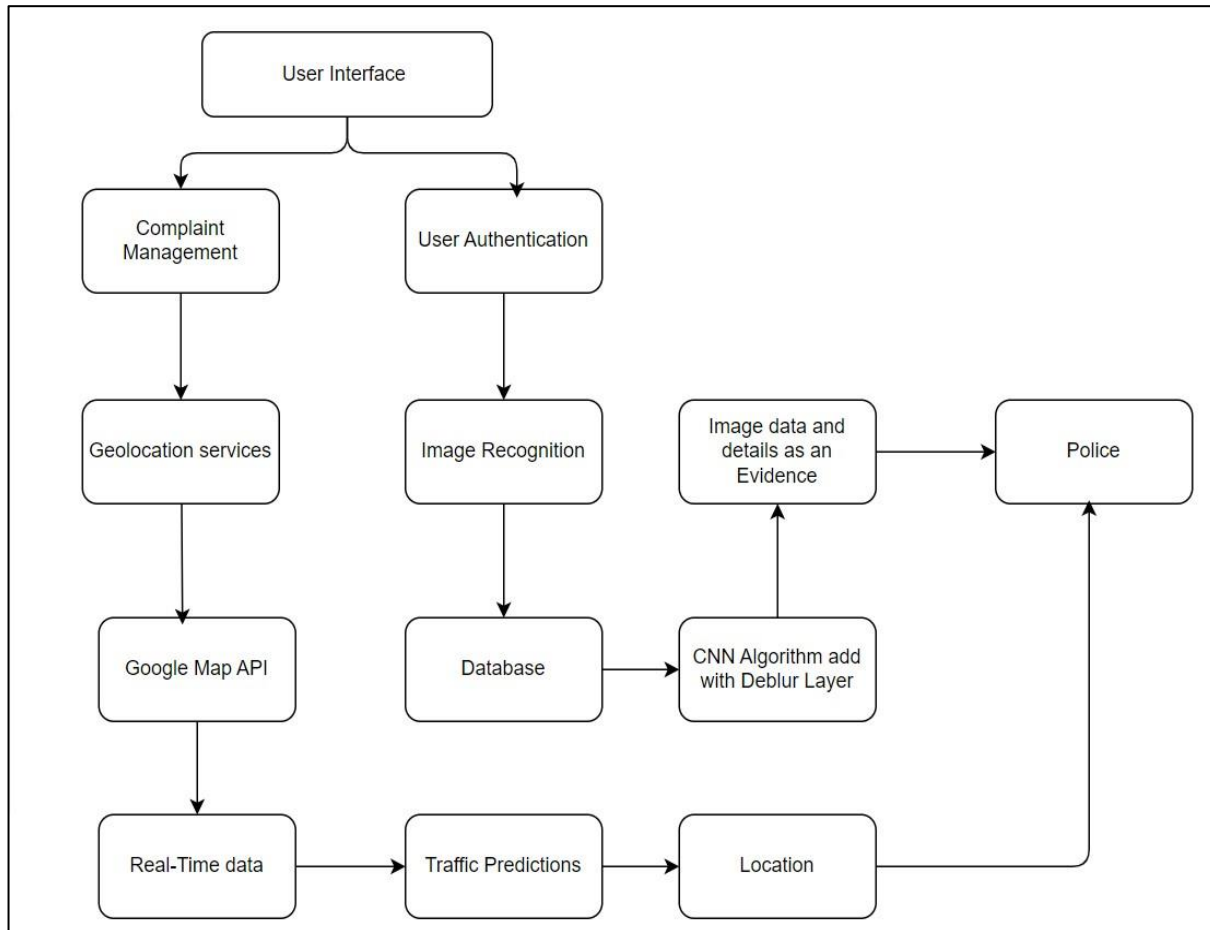 User Interface
Complaint
Management
User Authentication
Geolocation services
Image Recognition
Image data and
details as an
Evidence
Police
Google Map API
Database
CNN Algorithm add
with Deblur Layer
Real-Time data
Traffic Predictions
Location